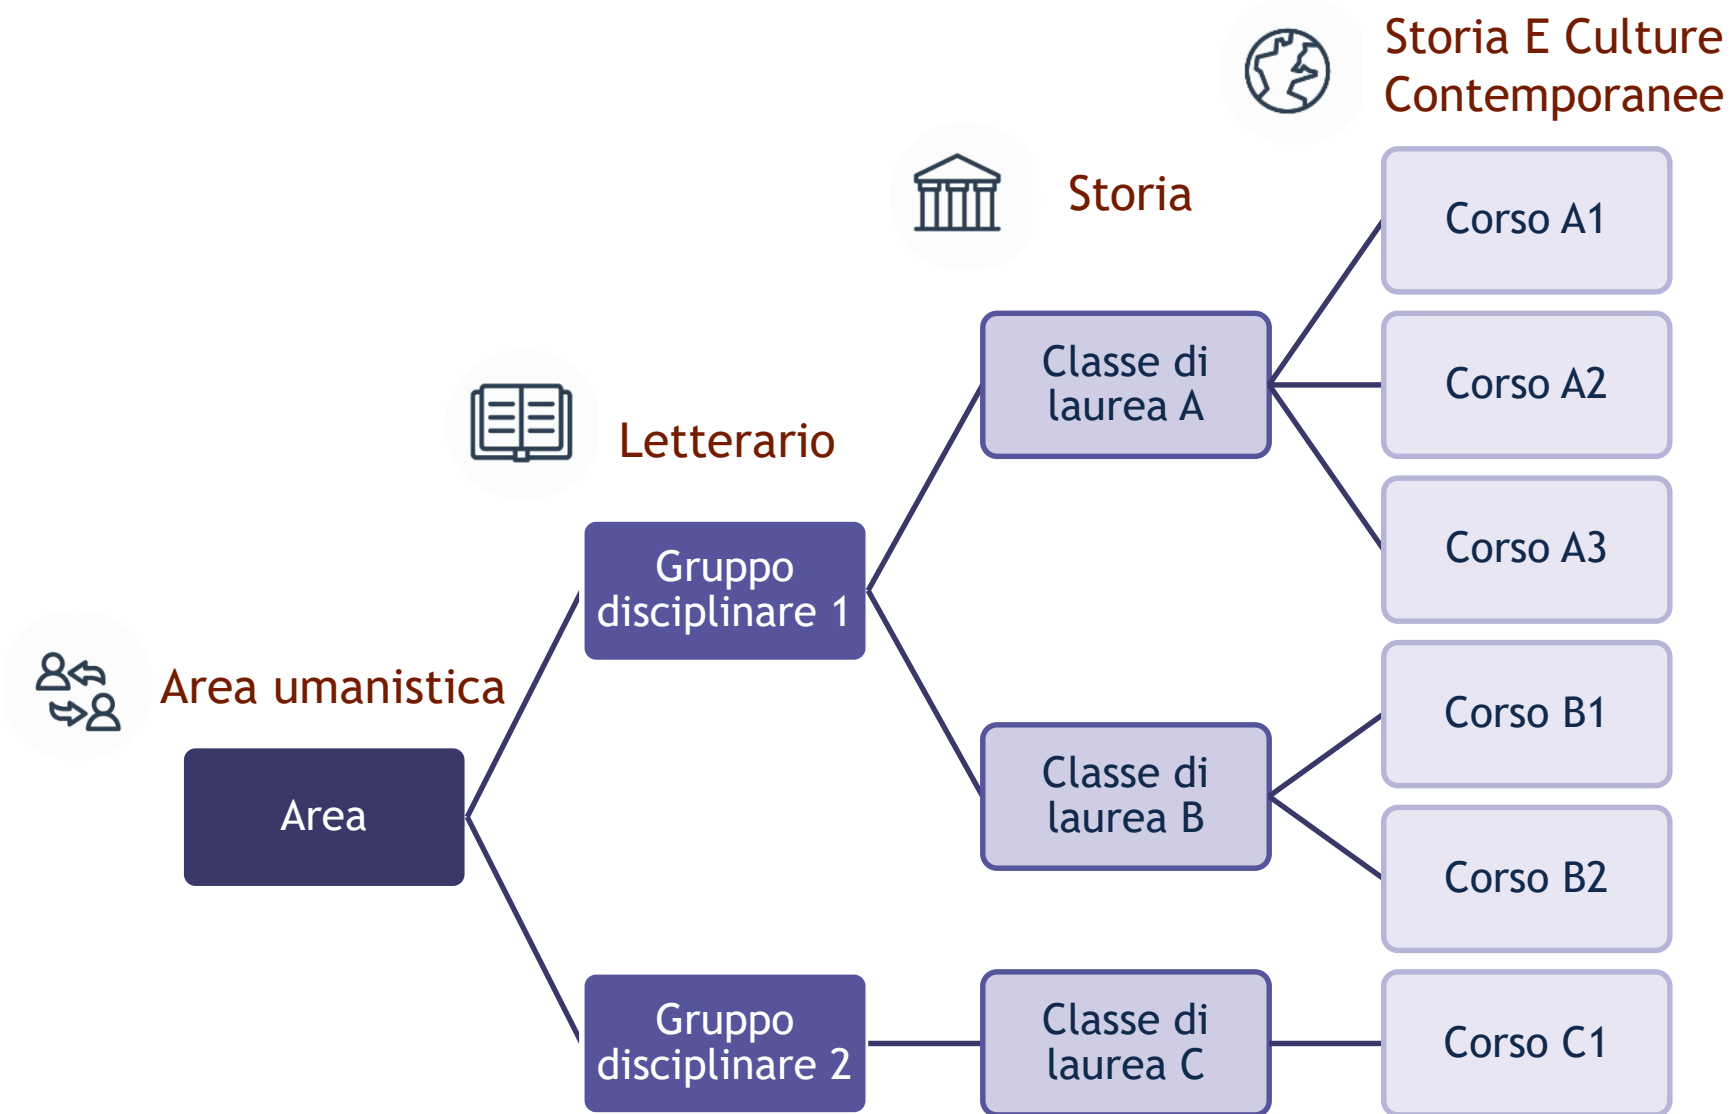 Storia E Culture
Contemporanee
Storia
Corso A1
Classe di
laurea A
Corso A2
Letterario
Corso A3
Gruppo
disciplinare 1
Area umanistica
Corso B1
Classe di
laurea B
Area
Corso B2
Gruppo
disciplinare 2
Classe di
laurea C
Corso C1